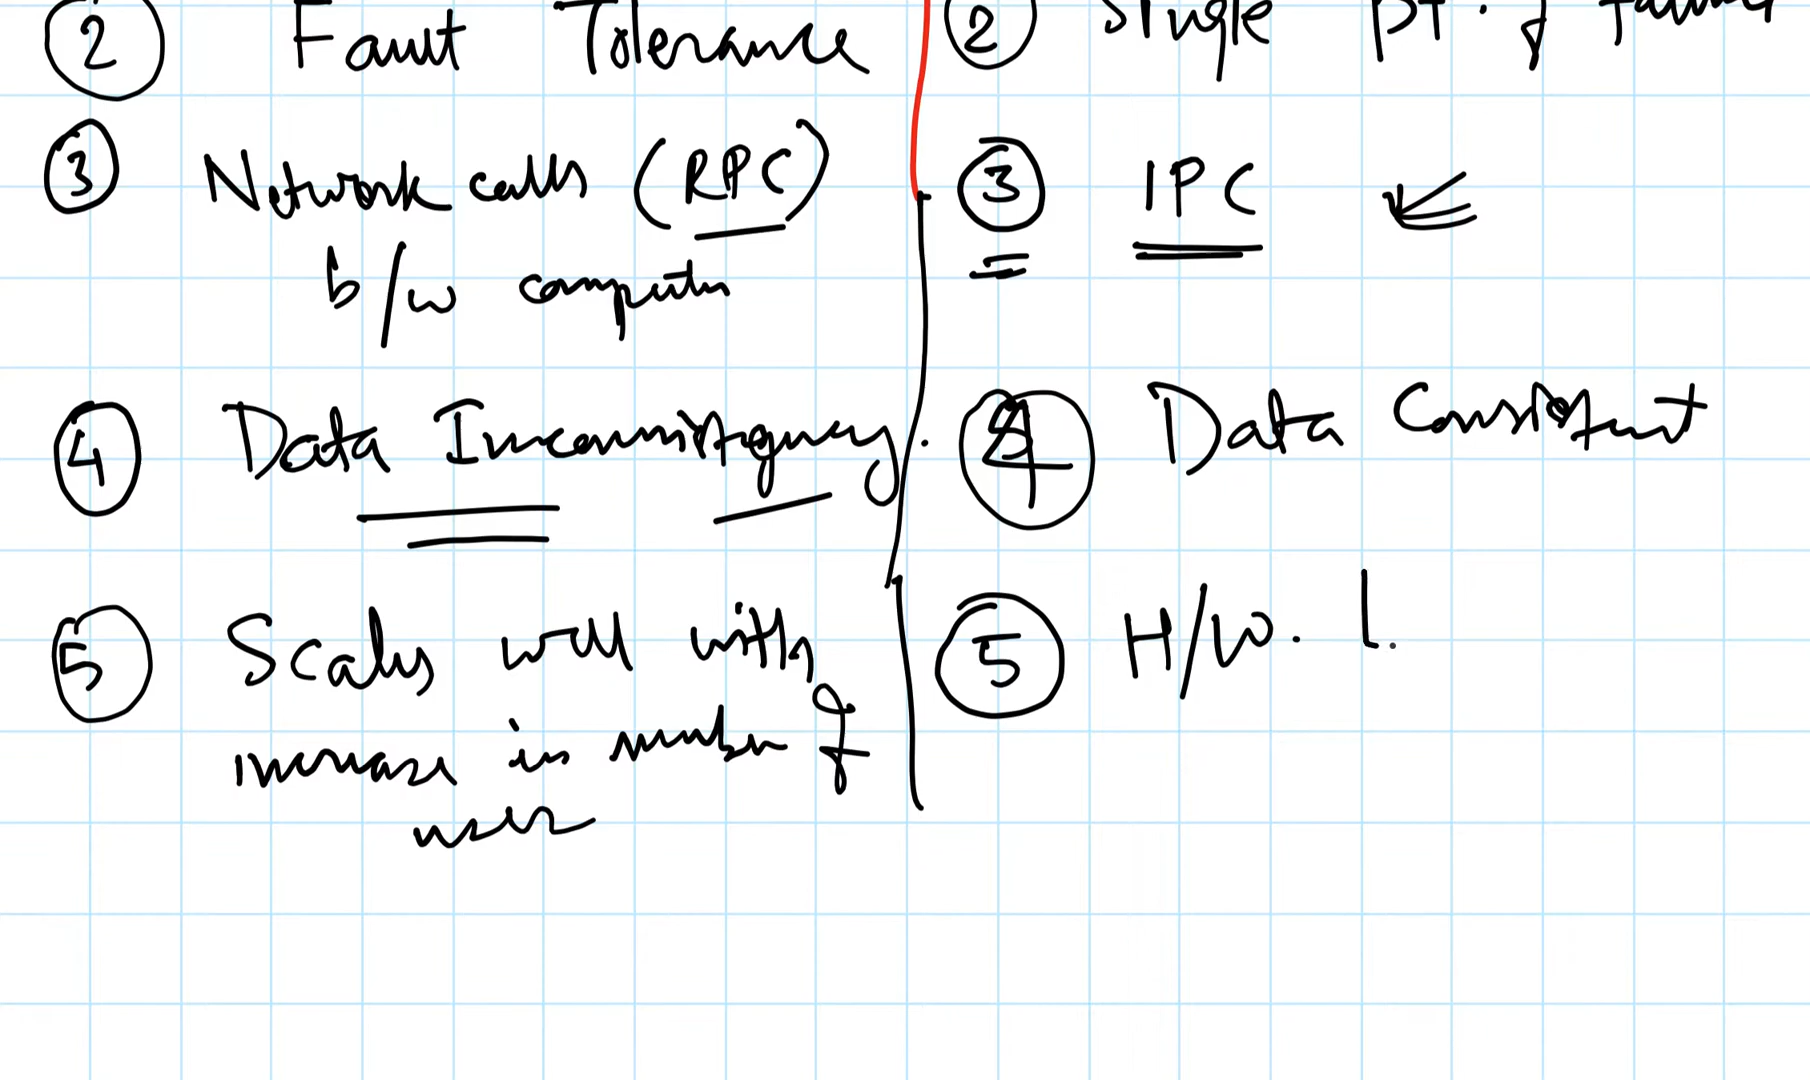 ② Fault Tolerance
② Single pt. of failure
③ Network calls (RPC)
b/w computers
③ IPC
④ Data Inconsistency.
④ Data Consistent
⑤ Scales well with
increase in number of
user
⑤ H/W. L